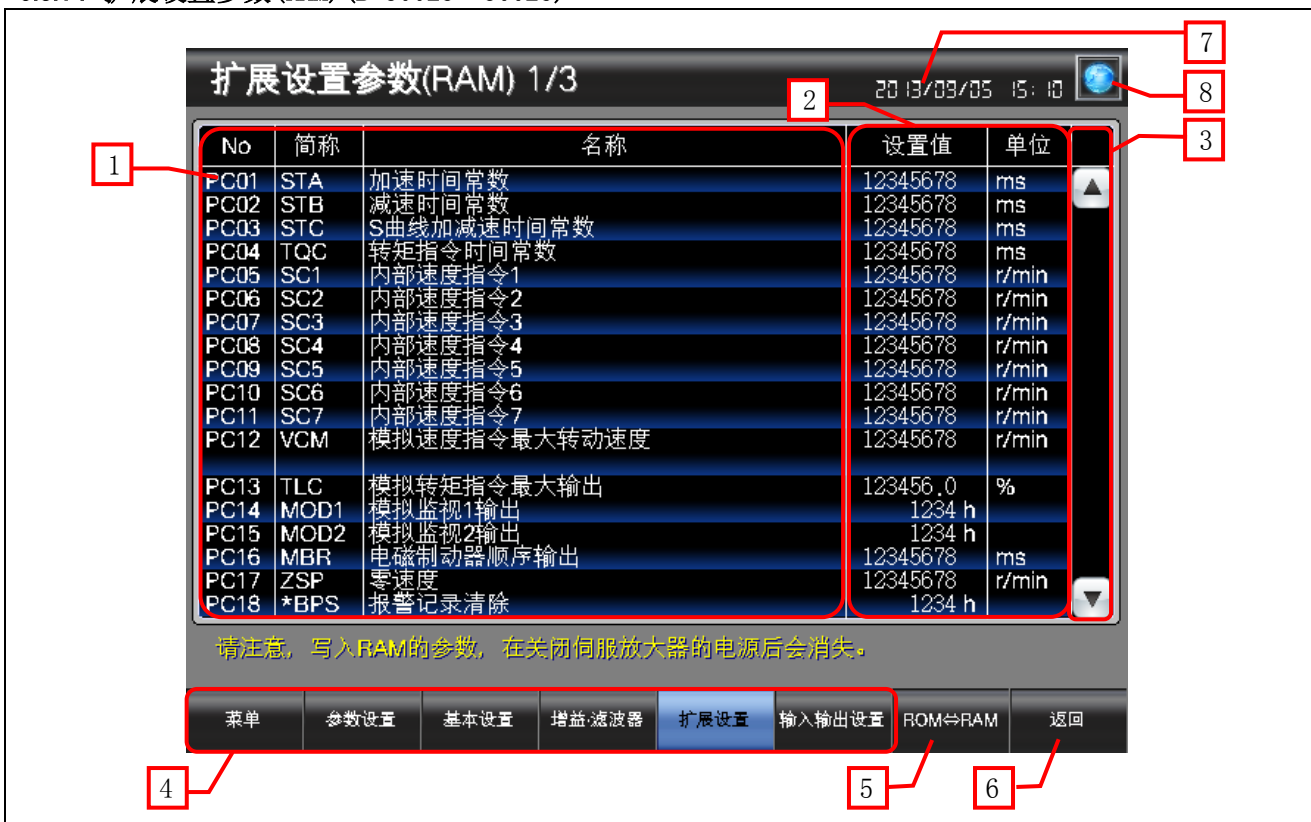 扩展设置参数(RAM) 1/3
2013/09/05 15:10
7
8
2
3
1
No 简称 名称 设置值 单位
PC01 STA 加速时间常数 12345678 ms
PC02 STB 减速时间常数 12345678 ms
PC03 STC S曲线加减速时间常数 12345678 ms
PC04 TQC 转矩指令时间常数 12345678 ms
PC05 SC1 内部速度指令1 12345678 r/min
PC06 SC2 内部速度指令2 12345678 r/min
PC07 SC3 内部速度指令3 12345678 r/min
PC08 SC4 内部速度指令4 12345678 r/min
PC09 SC5 内部速度指令5 12345678 r/min
PC10 SC6 内部速度指令6 12345678 r/min
PC11 SC7 内部速度指令7 12345678 r/min
PC12 VCM 模拟速度指令最大转动速度 12345678 r/min
PC13 TLC 模拟转矩指令最大输出 123456.0 %
PC14 MOD1 模拟监视1输出 1234 h
PC15 MOD2 模拟监视2输出 1234 h
PC16 MBR 电磁制动器顺序输出 12345678 ms
PC17 ZSP 零速度 12345678 r/min
PC18 *BPS 报警记录清除 1234 h
请注意, 写入RAM的参数, 在关闭伺服放大器的电源后会消失。
菜单 参数设置 基本设置 增益·滤波器 扩展设置 输入输出设置 ROM⇔RAM 返回
4
5
6